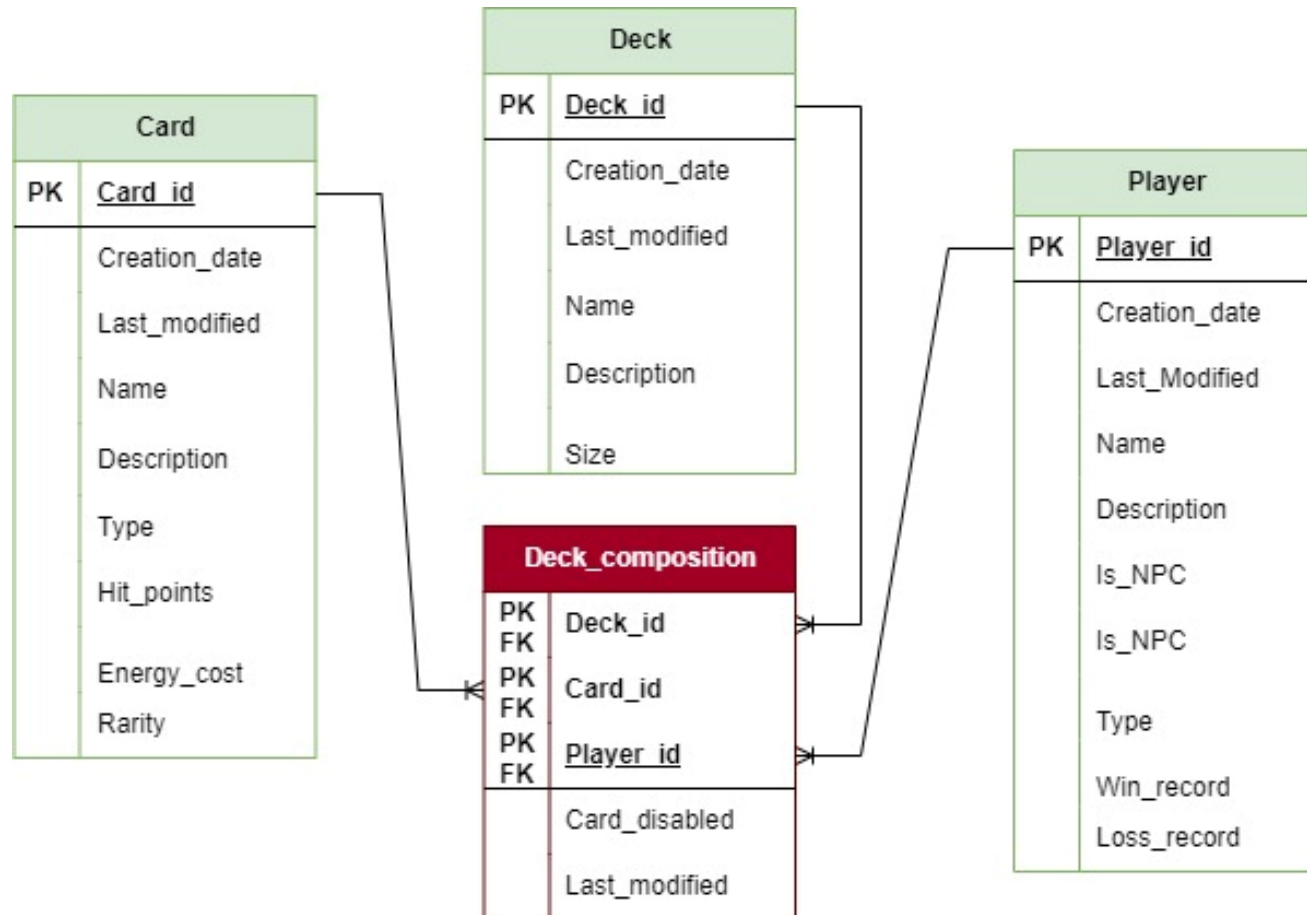 Deck
PK Deck_id
Creation_date
Last_modified
Name
Description
Size
Card
PK Card_id
Creation_date
Last_modified
Name
Description
Type
Hit_points
Energy_cost
Rarity
Player
PK Player_id
Creation_date
Last_Modified
Name
Description
Is_NPC
Is_NPC
Type
Win_record
Loss_record
Deck_composition
PK
FK Deck_id
PK
FK Card_id
PK
FK Player_id
Card_disabled
Last_modified